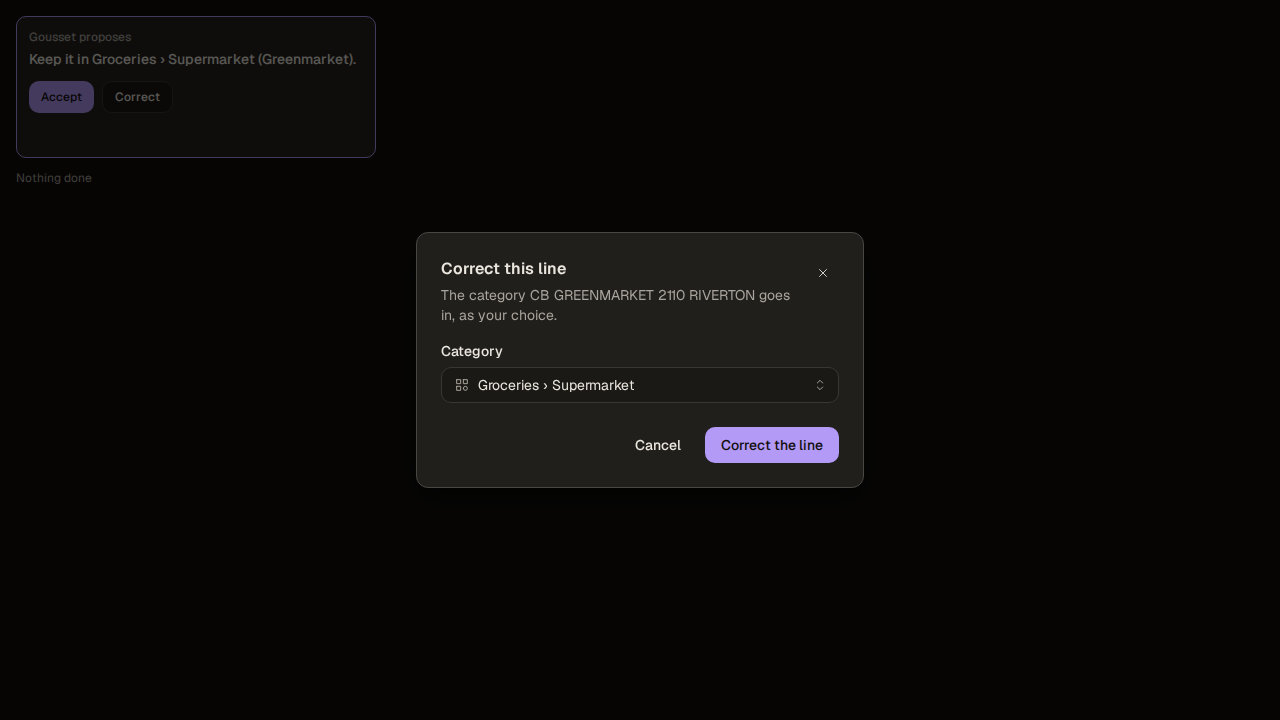 Gousset proposes
Keep it in Groceries › Supermarket (Greenmarket).
Accept
Correct
Nothing done
Correct this line
The category CB GREENMARKET 2110 RIVERTON goes
in, as your choice.
Category
Groceries › Supermarket
Cancel
Correct the line